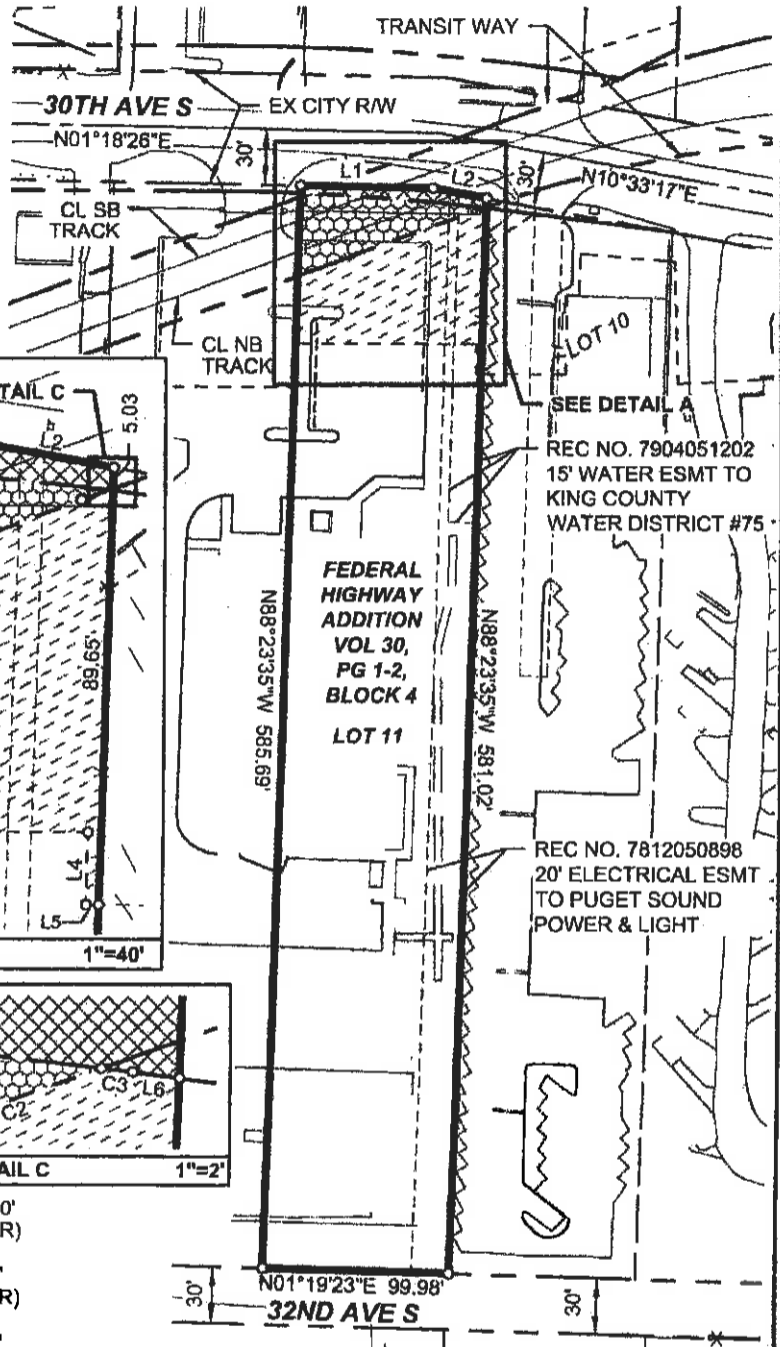 TRANSIT WAY
30TH AVE S
EX CITY R/W
N01°18'26"E
30'
L1
L2
30'
N10°33'17"E
CL SB
TRACK
CL NB
TRACK
LOT 10
SEE DETAIL A
TAIL C
L2
5.03
REC NO. 7904051202
15' WATER ESMT TO
KING COUNTY
WATER DISTRICT #75
FEDERAL
HIGHWAY
ADDITION
VOL 30,
PG 1-2,
BLOCK 4
LOT 11
N88°23'35"W 585.69'
N88°23'35"W 581.02'
89.65'
L4
L5
1"=40'
REC NO. 7812050898
20' ELECTRICAL ESMT
TO PUGET SOUND
POWER & LIGHT
C2
C3
L6
AIL C
1"=2'
0'
R)
R)
N01°19'23"E 99.98'
30'
32ND AVE S
30'